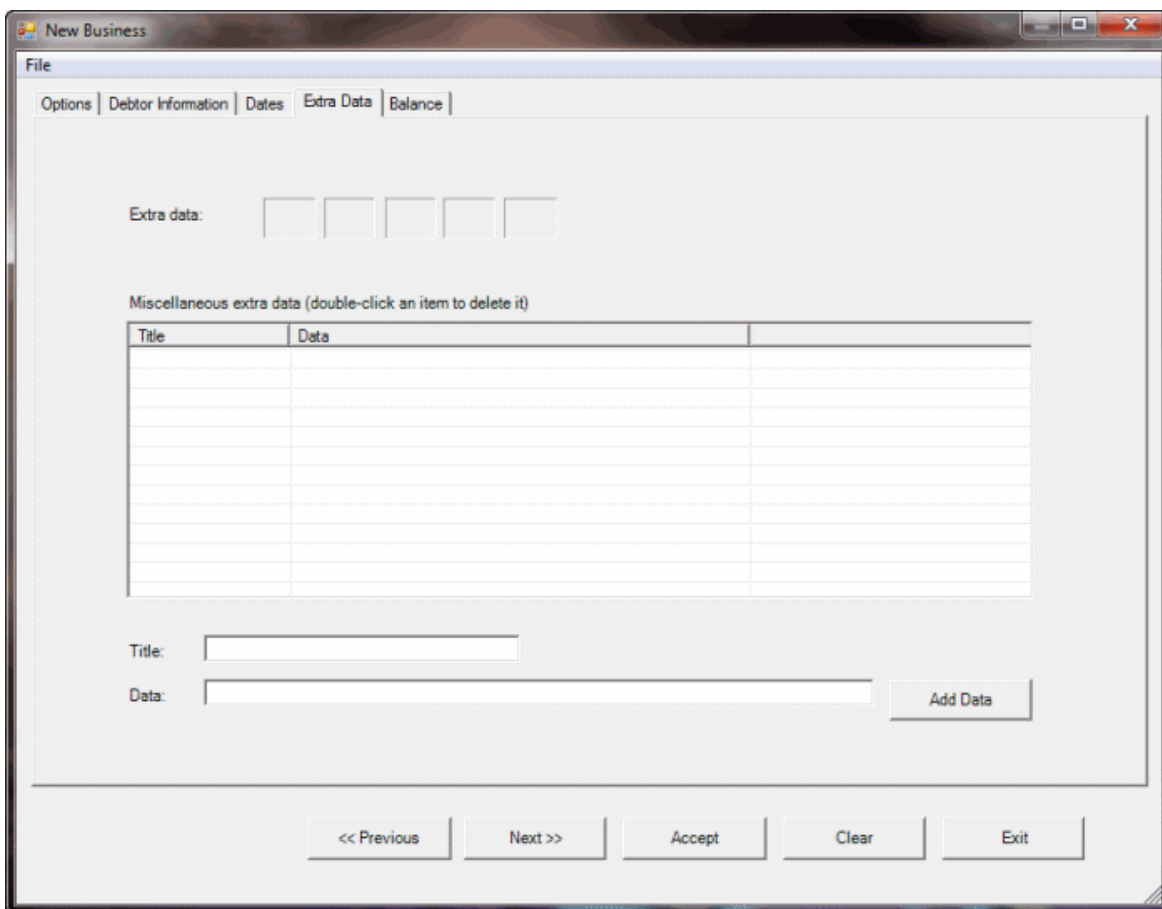 New Business
File
Options Debtor Information Dates Extra Data Balance
Extra data:
Miscellaneous extra data (double-click an item to delete it)
Title Data
Title:
Data:
Add Data
<< Previous Next >> Accept Clear Exit